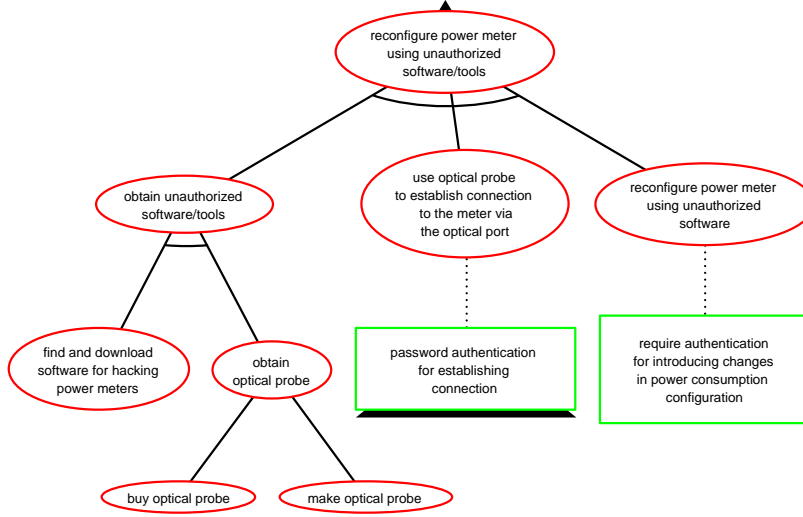 reconfigure power meter
using unauthorized
software/tools
obtain unauthorized
software/tools
use optical probe
to establish connection
to the meter via
the optical port
reconfigure power meter
using unauthorized
software
find and download
software for hacking
power meters
obtain
optical probe
password authentication
for establishing
connection
require authentication
for introducing changes
in power consumption
configuration
buy optical probe
make optical probe